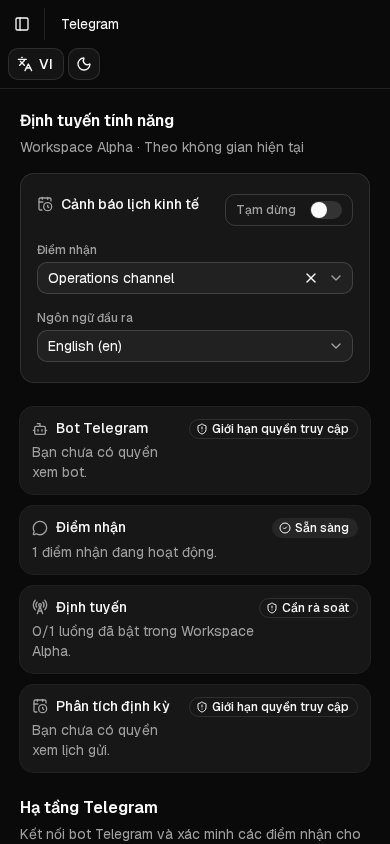 Telegram
VI
Định tuyến tính năng
Workspace Alpha · Theo không gian hiện tại
Cảnh báo lịch kinh tế
Tạm dừng
Điểm nhận
Operations channel
Ngôn ngữ đầu ra
English (en)
Bot Telegram
Giới hạn quyền truy cập
Bạn chưa có quyền
xem bot.
Điểm nhận
Sẵn sàng
1 điểm nhận đang hoạt động.
Định tuyến
Cần rà soát
0/1 luồng đã bật trong Workspace
Alpha.
Phân tích định kỳ
Giới hạn quyền truy cập
Bạn chưa có quyền
xem lịch gửi.
Hạ tầng Telegram
Kết nối bot Telegram và xác minh các điểm nhận cho